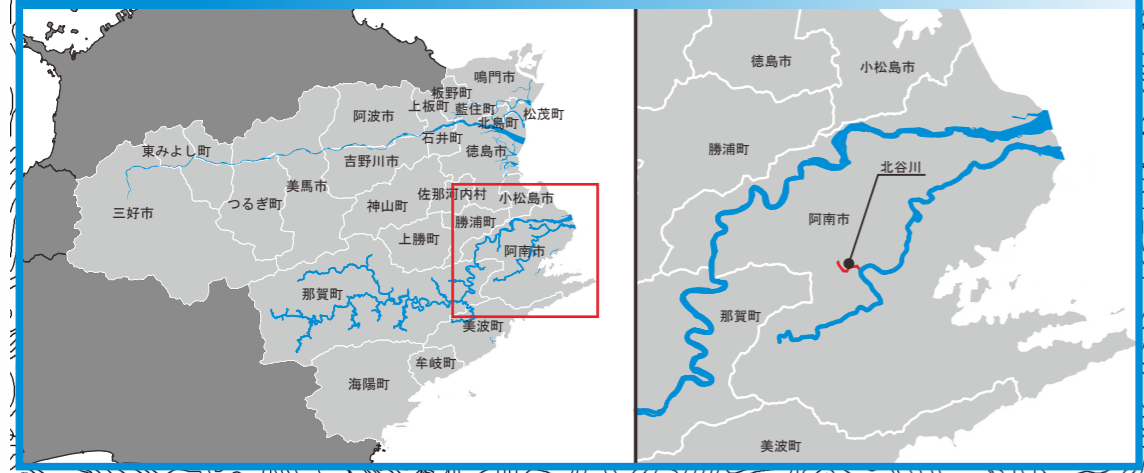 鳴門市
板野町
上板町
藍住町
松茂町
阿波市
北島町
石井町
徳島市
東みよし町
吉野川市
美馬市
佐那河内村
小松島市
つるぎ町
神山町
三好市
勝浦町
上勝町
阿南市
那賀町
美波町
牟岐町
海陽町
徳島市
小松島市
勝浦町
北谷川
阿南市
那賀町
美波町